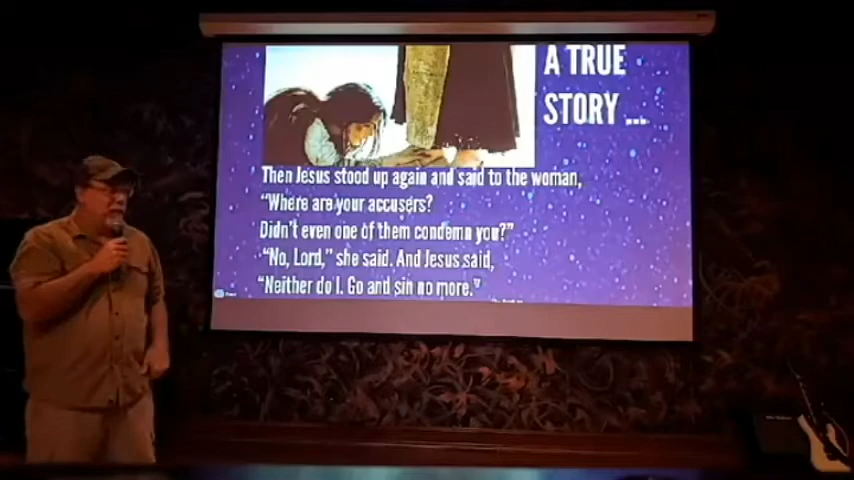 A TRUE
STORY ...
Then Jesus stood up again and said to the woman,
“Where are your accusers?
Didn’t even one of them condemn you?”
“No, Lord,” she said. And Jesus said,
“Neither do I. Go and sin no more.”